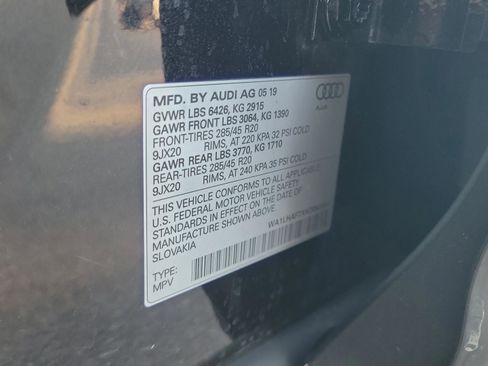 MFD. BY AUDI AG 05 19
GVWR LBS 6426, KG 2915
GAWR FRONT LBS 3064, KG 1390
FRONT-TIRES 285/45 R20
9JX20 RIMS, AT 220 KPA 32 PSI COLD
GAWR REAR LBS 3770, KG 1710
REAR-TIRES 285/45 R20
9JX20 RIMS, AT 240 KPA 35 PSI COLD
THIS VEHICLE CONFORMS TO ALL APPLICABLE
U.S. FEDERAL MOTOR VEHICLE SAFETY
STANDARDS IN EFFECT ON THE DATE OF
MANUFACTURE SHOWN ABOVE.
SLOVAKIA
TYPE:
MPV
Audi